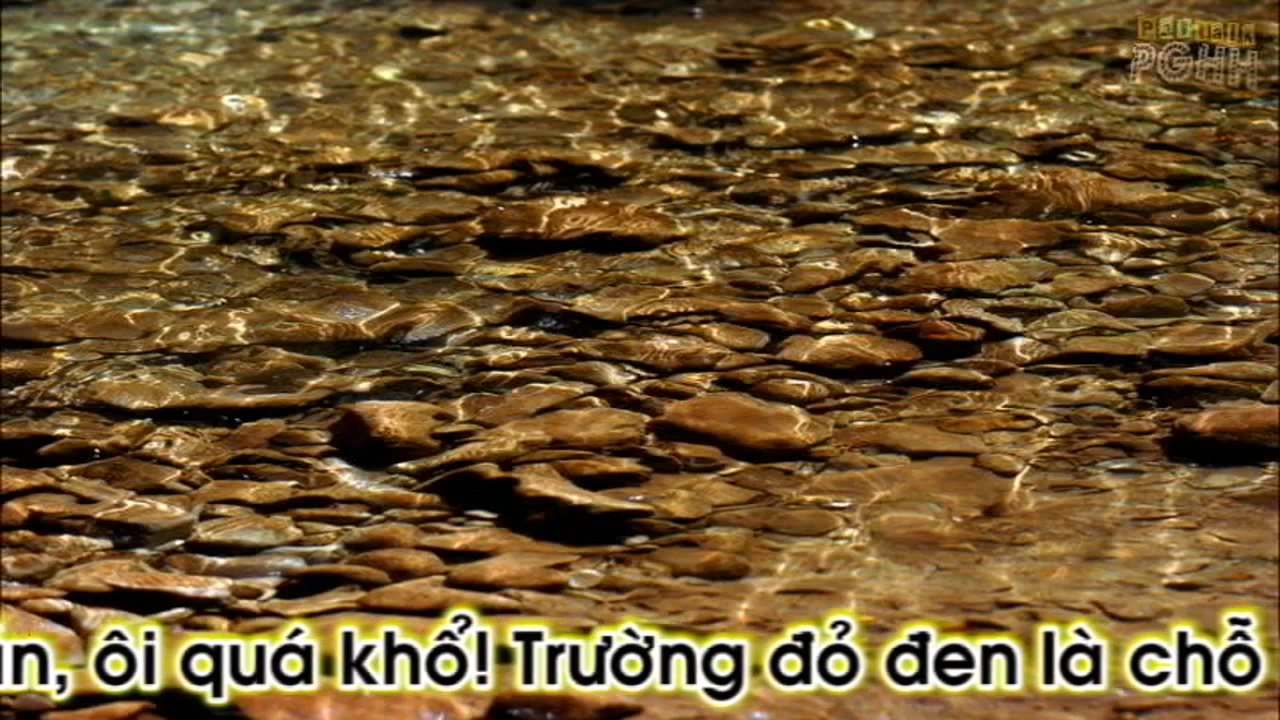 PGHH
ôi quá khổ! Trường đỏ đen là chỗ